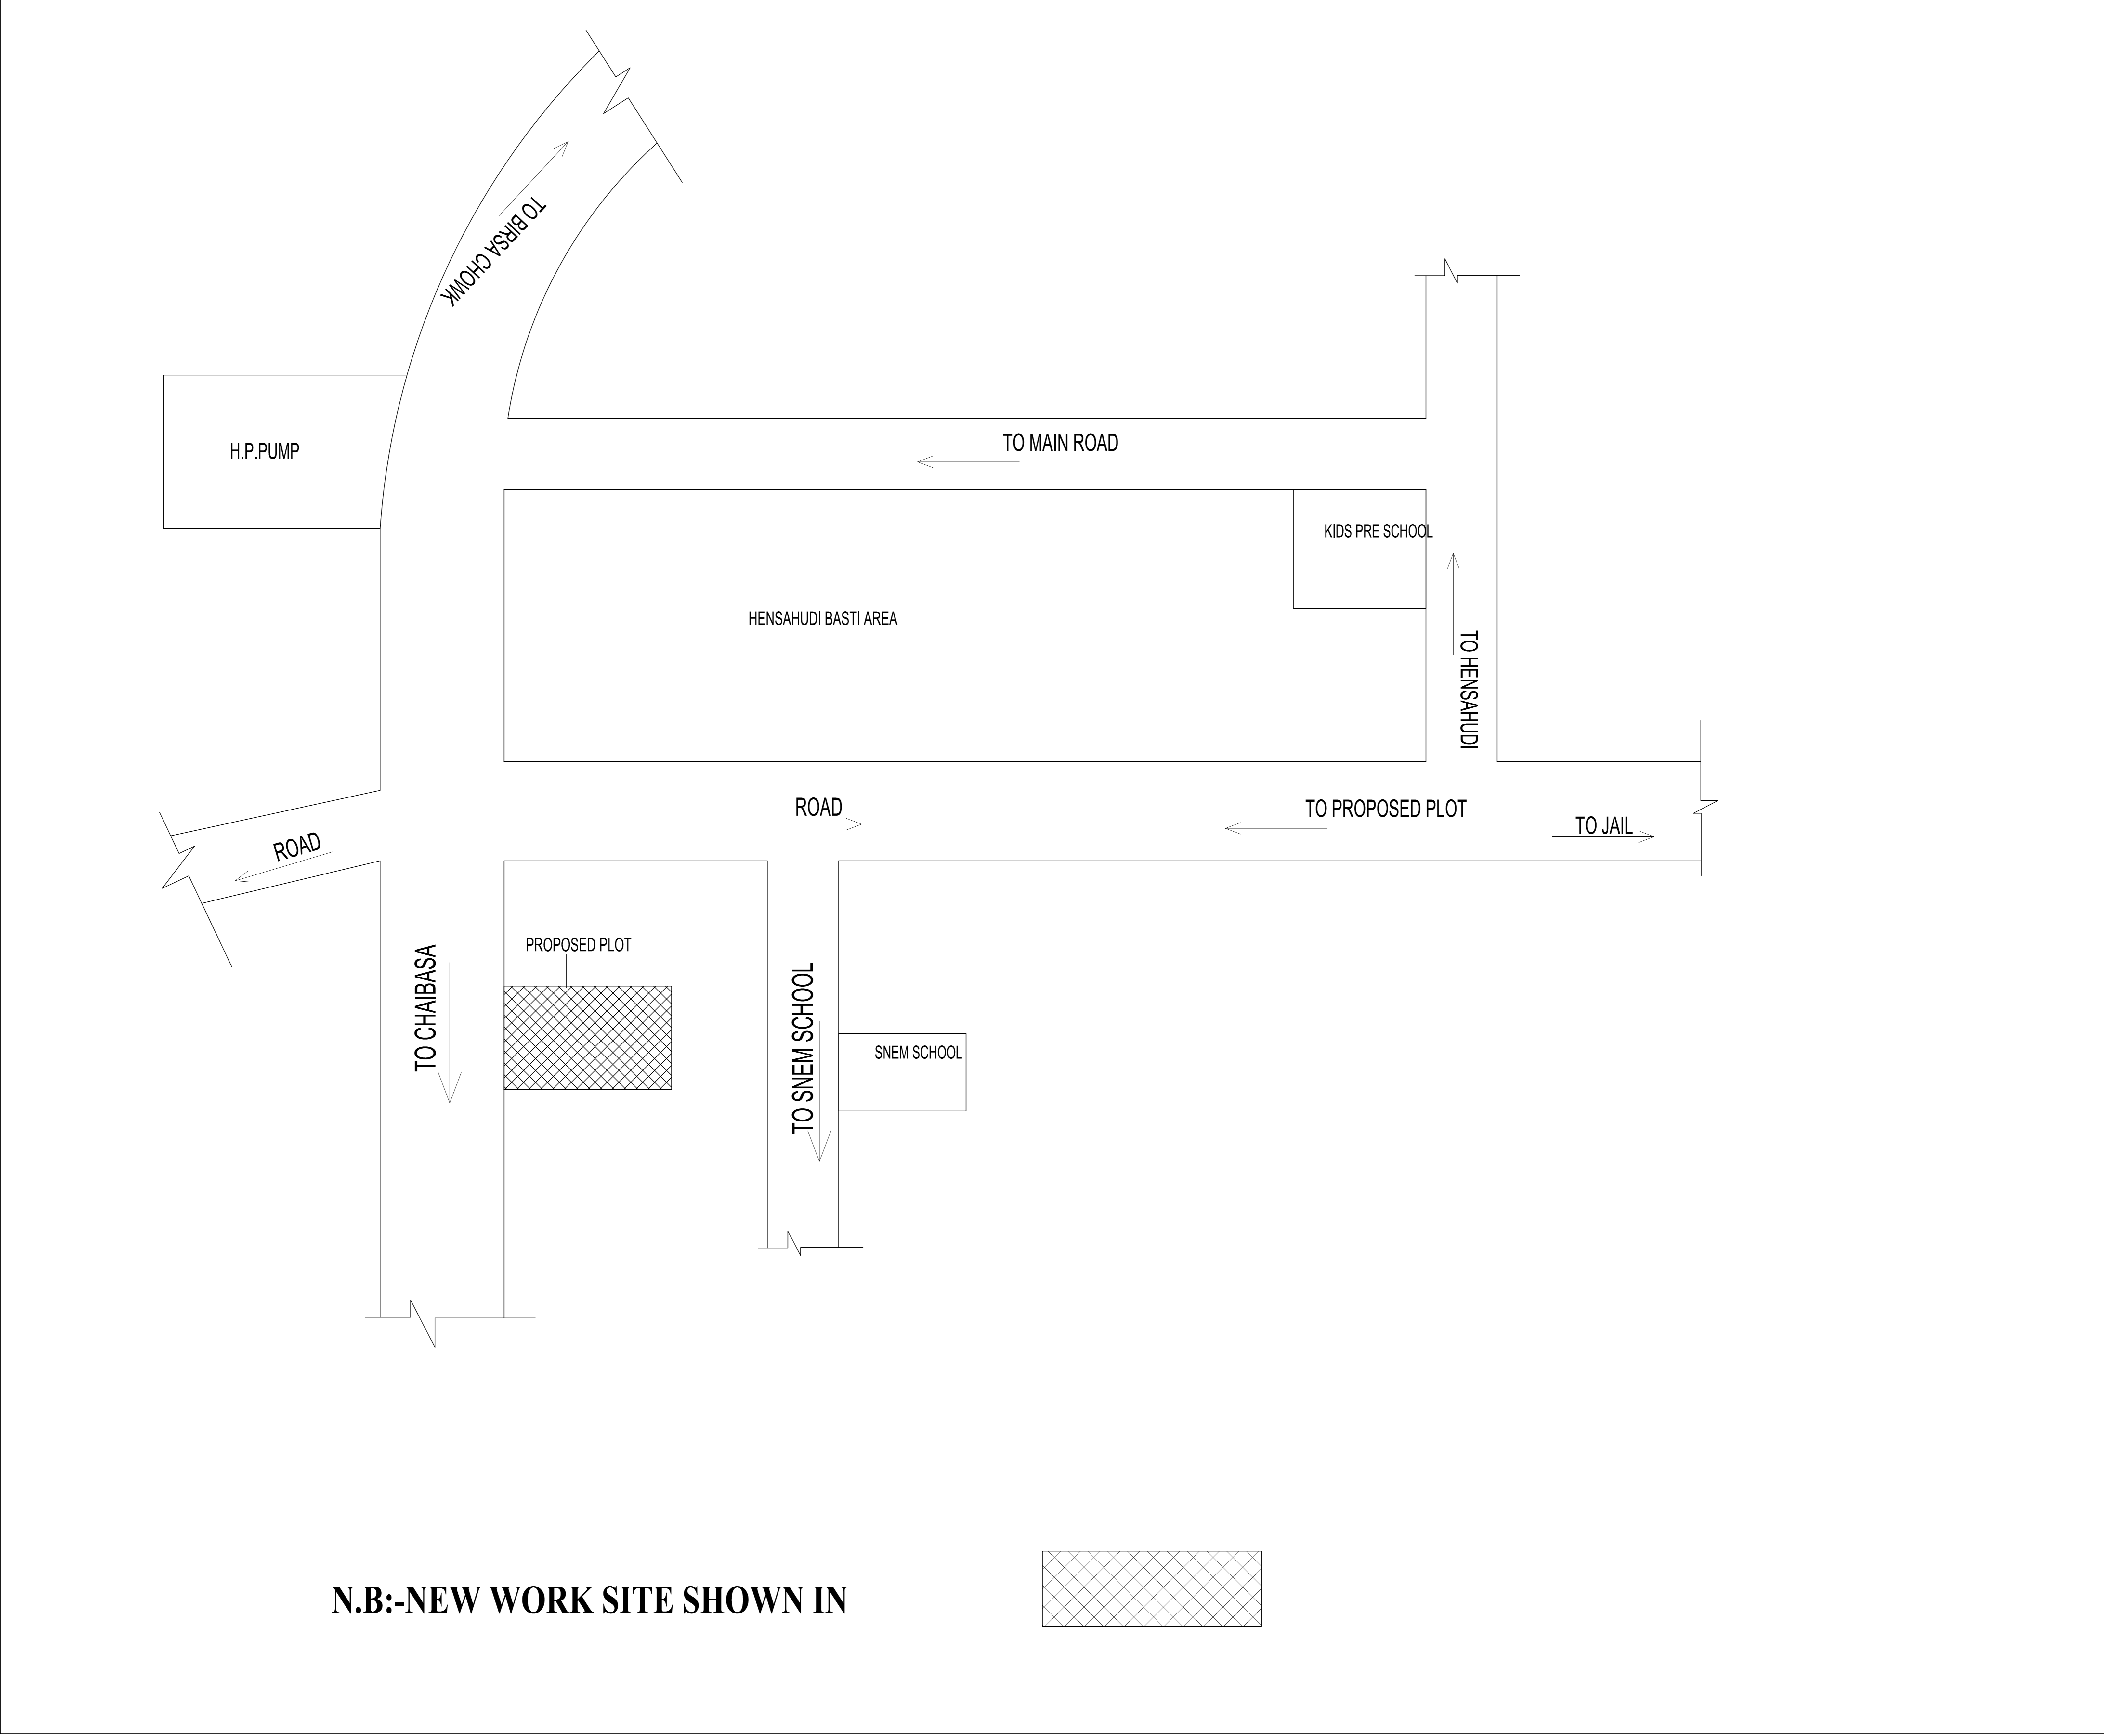 TO BIRSA CHOWK
H.P.PUMP
TO MAIN ROAD
KIDS PRE SCHOOL
HENSAHUDI BASTI AREA
TO HENSAHUDI
ROAD
TO PROPOSED PLOT
TO JAIL
ROAD
PROPOSED PLOT
TO CHAIBASA
TO SNEM SCHOOL
SNEM SCHOOL
N.B:-NEW WORK SITE SHOWN IN